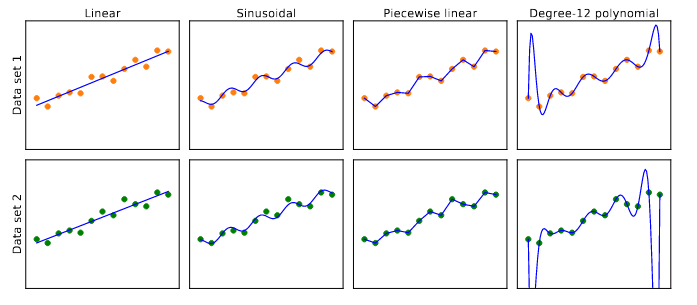 Linear
Sinusoidal
Piecewise linear
Degree-12 polynomial
Data set 1
Data set 2